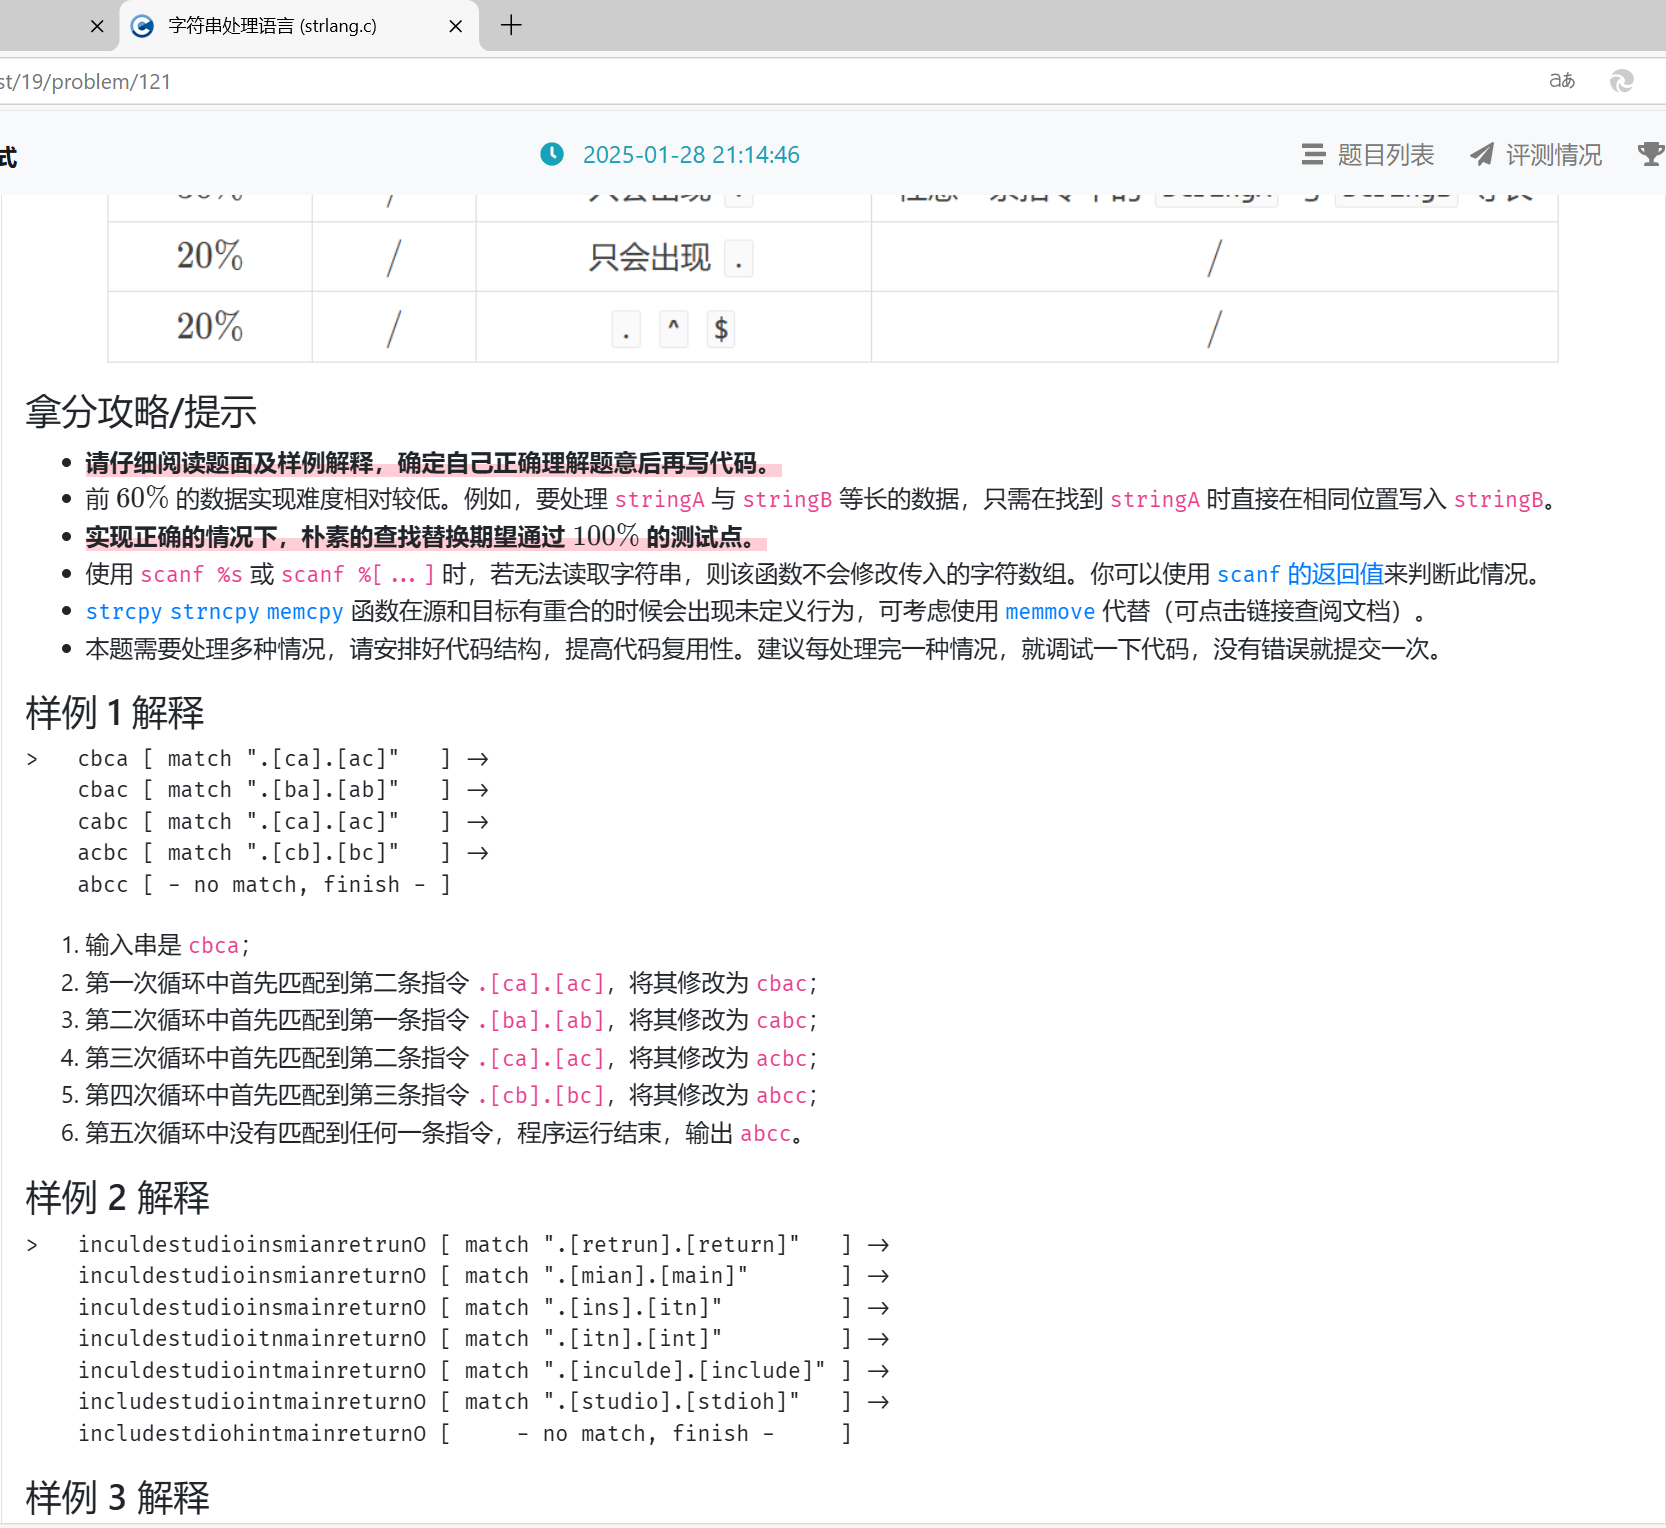 字符串处理语言 (strlang.c)
st/19/problem/121
式
2025-01-28 21:14:46
题目列表
评测情况
20% / 只会出现 . /
20% / . ^ $ /
拿分攻略/提示
请仔细阅读题面及样例解释，确定自己正确理解题意后再写代码。
前 60% 的数据实现难度相对较低。例如，要处理 stringA 与 stringB 等长的数据，只需在找到 stringA 时直接在相同位置写入 stringB。
实现正确的情况下，朴素的查找替换期望通过 100% 的测试点。
使用 scanf %s 或 scanf %[...] 时，若无法读取字符串，则该函数不会修改传入的字符数组。你可以使用 scanf 的返回值来判断此情况。
strcpy strncpy memcpy 函数在源和目标有重合的时候会出现未定义行为，可考虑使用 memmove 代替（可点击链接查阅文档）。
本题需要处理多种情况，请安排好代码结构，提高代码复用性。建议每处理完一种情况，就调试一下代码，没有错误就提交一次。
样例 1 解释
> cbca [ match ".[ca].[ac]" ] →
cbac [ match ".[ba].[ab]" ] →
cabc [ match ".[ca].[ac]" ] →
acbc [ match ".[cb].[bc]" ] →
abcc [ - no match, finish - ]
1. 输入串是 cbca；
2. 第一次循环中首先匹配到第二条指令 .[ca].[ac]，将其修改为 cbac；
3. 第二次循环中首先匹配到第一条指令 .[ba].[ab]，将其修改为 cabc；
4. 第三次循环中首先匹配到第二条指令 .[ca].[ac]，将其修改为 acbc；
5. 第四次循环中首先匹配到第三条指令 .[cb].[bc]，将其修改为 abcc；
6. 第五次循环中没有匹配到任何一条指令，程序运行结束，输出 abcc。
样例 2 解释
> inculdestudioinsmianretrunO [ match ".[retrun].[return]" ] →
inculdestudioinsmianreturnO [ match ".[mian].[main]" ] →
inculdestudioinsmainreturnO [ match ".[ins].[itn]" ] →
inculdestudioitnmainreturnO [ match ".[itn].[int]" ] →
inculdestudiointmainreturnO [ match ".[inculde].[include]" ] →
includestudiointmainreturnO [ match ".[studio].[stdioh]" ] →
includestdiohintmainreturnO [ - no match, finish - ]
样例 3 解释